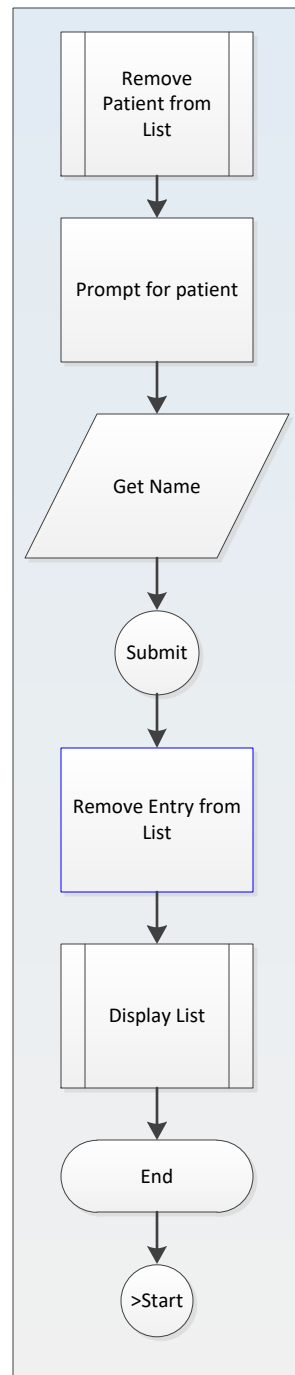 Remove
Patient from
List
Prompt for patient
Get Name
Submit
Remove Entry from
List
Display List
End
>Start